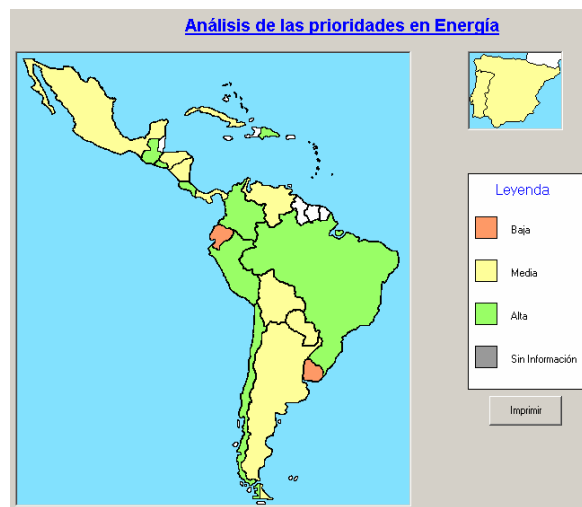 Análisis de las prioridades en Energía
Leyenda
Baja
Media
Alta
Sin Información
Imprimir